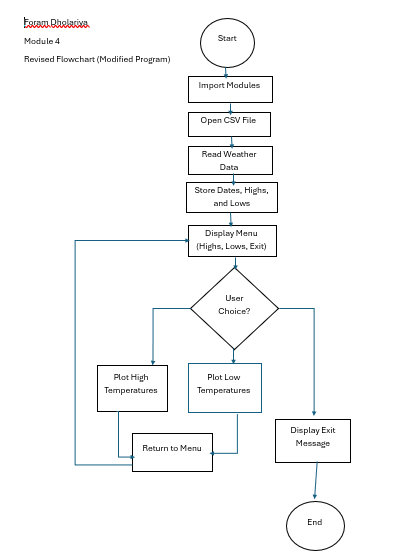 Foram Dholariya
Module 4
Revised Flowchart (Modified Program)
Start
Import Modules
Open CSV File
Read Weather
Data
Store Dates, Highs,
and Lows
Display Menu
(Highs, Lows, Exit)
User
Choice?
Plot High
Temperatures
Plot Low
Temperatures
Display Exit
Message
Return to Menu
End